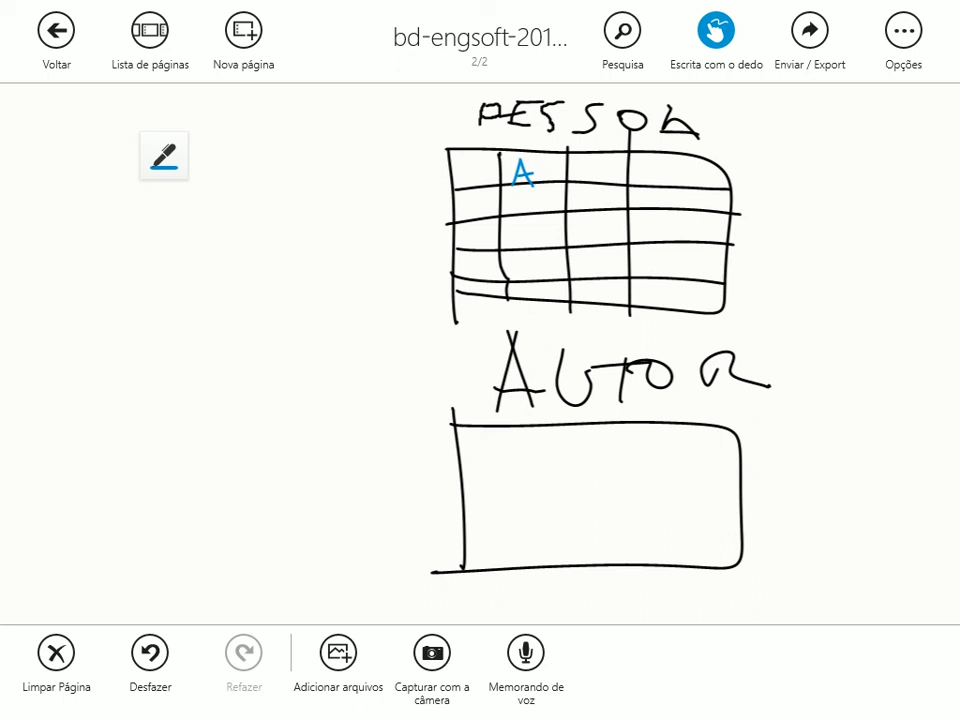 Voltar
Lista de páginas
Nova página
bd-engsoft-201...
2/2
Pesquisa
Escrita com o dedo
Enviar / Export
Opções
PESSOA
A
AUTOR
Limpar Página
Desfazer
Refazer
Adicionar arquivos
Capturar com a
câmera
Memorando de
voz